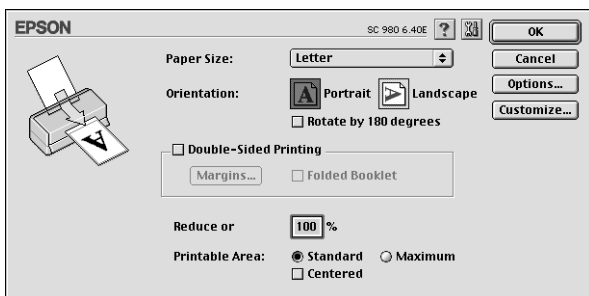 EPSON SC 980 6.40E ? OK
Paper Size: Letter Cancel
Orientation: A Portrait A Landscape Options...
Rotate by 180 degrees Customize...
Double-Sided Printing
Margins... Folded Booklet
Reduce or 100 %
Printable Area: Standard Maximum
Centered
A